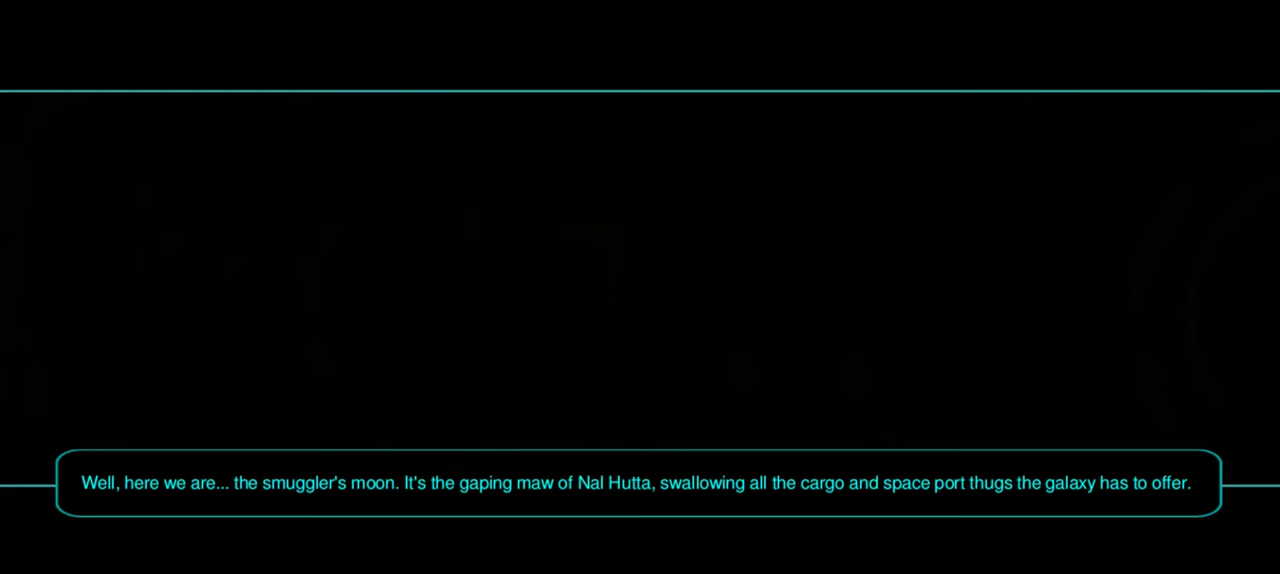 Well, here we are... the smuggler's moon. It's the gaping maw of Nal Hutta, swallowing all the cargo and space port thugs the galaxy has to offer.